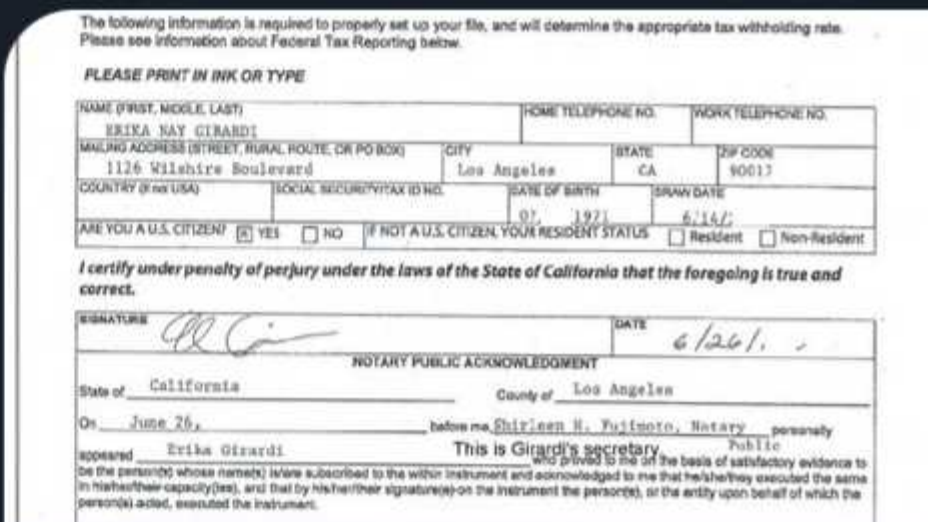 The following information is required to properly set up your file, and will determine the appropriate tax withholding rate.
Please see information about Federal Tax Reporting below.
PLEASE PRINT IN INK OR TYPE
NAME (FIRST, MIDDLE, LAST) HOME TELEPHONE NO. WORK TELEPHONE NO.
ERIKA NAY GIRARDI
MAILING ADDRESS (STREET, RURAL ROUTE, OR PO BOX) CITY STATE ZIP CODE
1126 Wilshire Boulevard Los Angeles CA 90017
COUNTRY (if not USA) SOCIAL SECURITY/TAX ID NO. DATE OF BIRTH DRAW DATE
07, 1971 6/14/
ARE YOU A U.S. CITIZEN? YES NO IF NOT A U.S. CITIZEN, YOUR RESIDENT STATUS Resident Non-Resident
I certify under penalty of perjury under the laws of the State of California that the foregoing is true and
correct.
SIGNATURE DATE
6/26/
NOTARY PUBLIC ACKNOWLEDGMENT
State of California County of Los Angeles
On June 26, before me, Shirleen H. Fujimoto, Notary personally
Public
appeared Erika Girardi This is Girardi's secretary
who proved to me on the basis of satisfactory evidence to
be the person(s) whose name(s) is/are subscribed to the within instrument and acknowledged to me that he/she/they executed the same
in his/her/their capacity(ies), and that by his/her/their signature(s) on the instrument the person(s), or the entity upon behalf of which the
person(s) acted, executed the instrument.